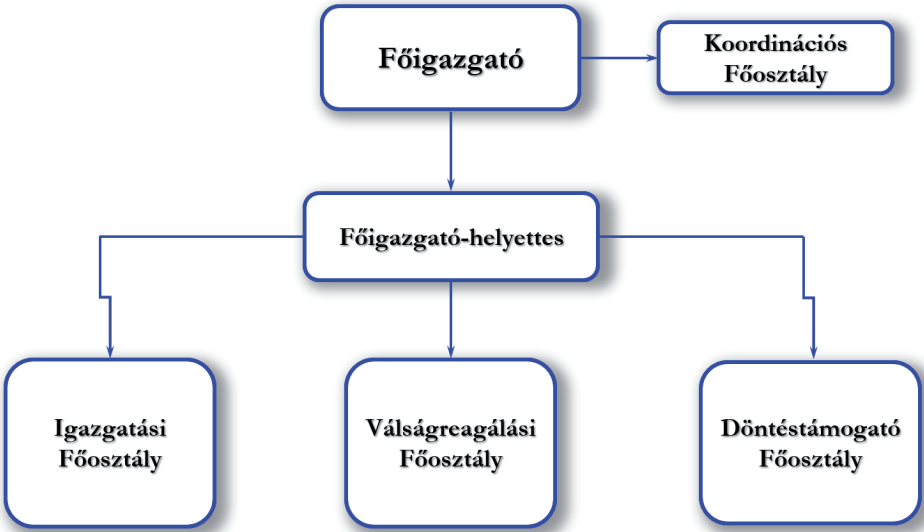 Főigazgató
Koordinációs
Főosztály
Főigazgató-helyettes
Igazgatási
Főosztály
Válságreagálási
Főosztály
Döntéstámogató
Főosztály